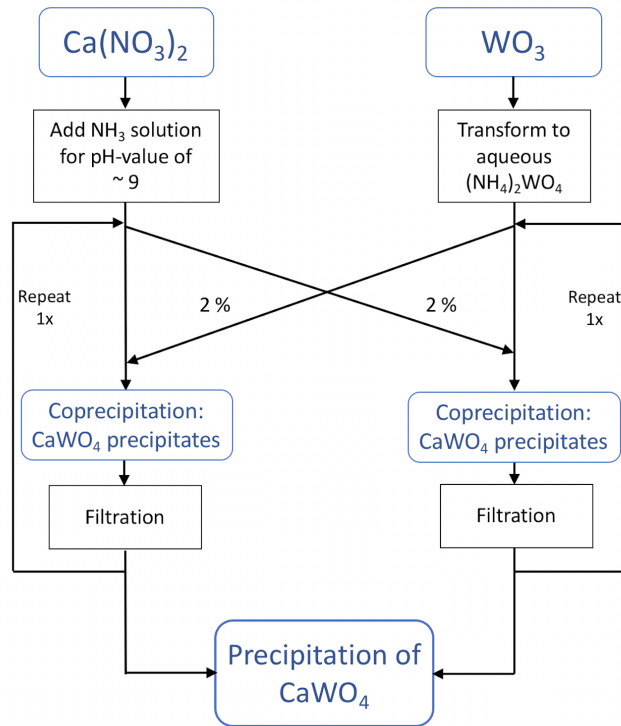 Ca(NO₃)₂
WO₃
Add NH₃ solution
for pH-value of
~ 9
Transform to
aqueous
(NH₄)₂WO₄
Repeat
1x
2 %
2 %
Repeat
1x
Coprecipitation:
CaWO₄ precipitates
Coprecipitation:
CaWO₄ precipitates
Filtration
Filtration
Precipitation of
CaWO₄